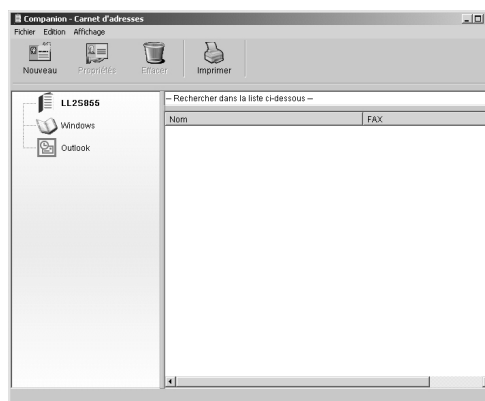 Companion - Carnet d'adresses
Fichier Edition Affichage
Nouveau Propriétés Effacer Imprimer
LL2S855
Windows
Outlook
– Rechercher dans la liste ci-dessous –
Nom FAX